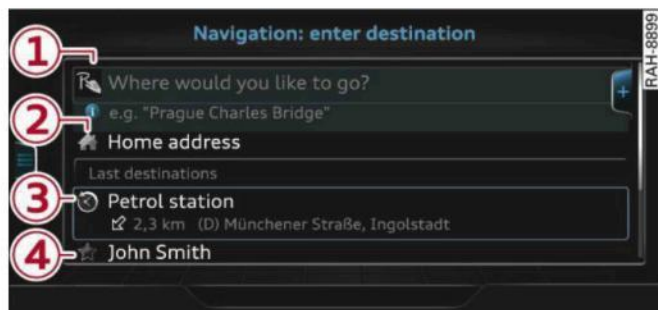 Navigation: enter destination
RAH-8899
1
Where would you like to go?
+
i e.g. "Prague Charles Bridge"
2
Home address
Last destinations
3
Petrol station
2,3 km (D) Münchener Straße, Ingolstadt
4
John Smith